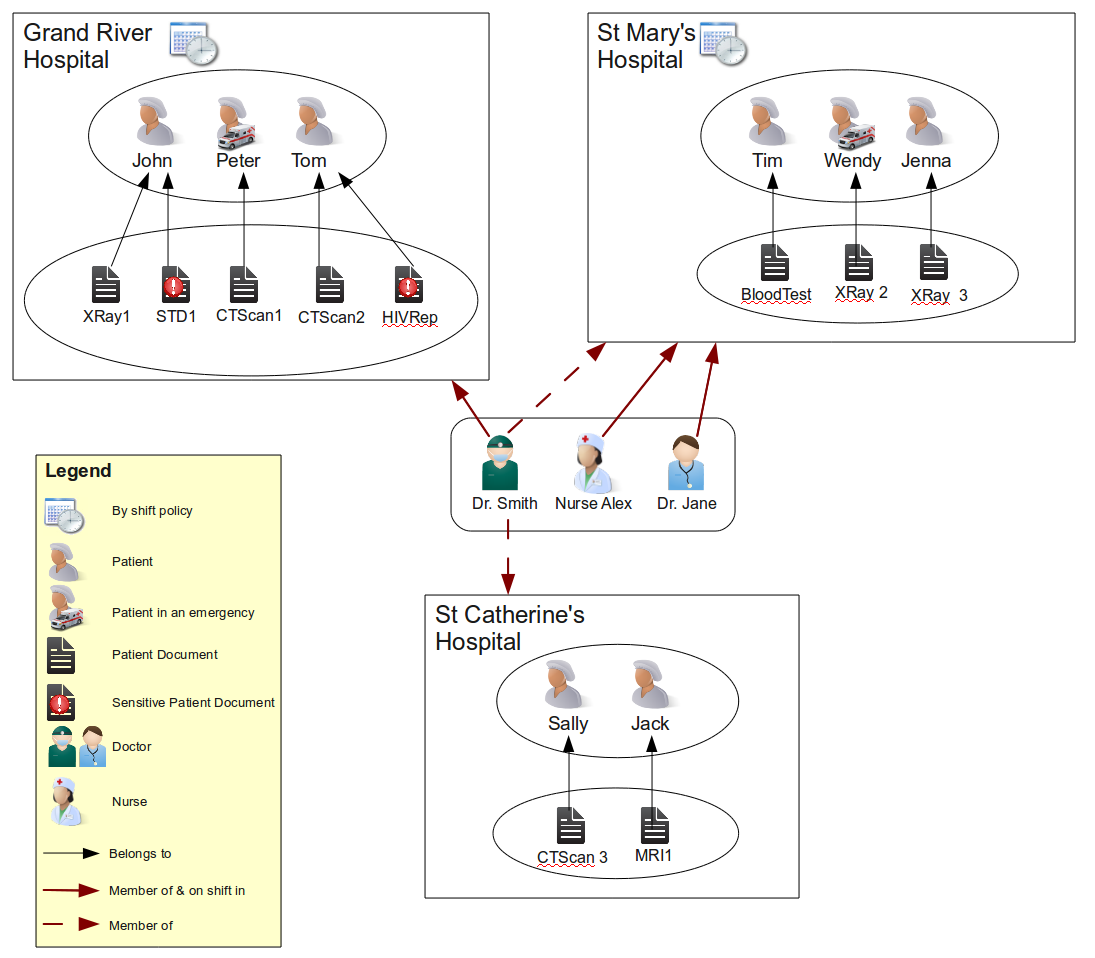 Grand River
Hospital
John Peter Tom
XRay1 STD1 CTScan1 CTScan2 HIVRep
St Mary's
Hospital
Tim Wendy Jenna
BloodTest XRay 2 XRay 3
Dr. Smith Nurse Alex Dr. Jane
Legend
By shift policy
Patient
Patient in an emergency
Patient Document
Sensitive Patient Document
Doctor
Nurse
Belongs to
Member of & on shift in
Member of
St Catherine's
Hospital
Sally Jack
CTScan 3 MRI1